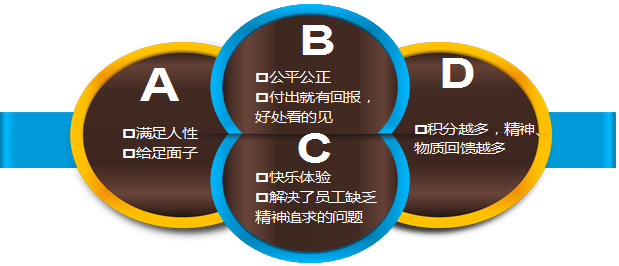 A
□满足人性
□给足面子
B
□公平公正
□付出就有回报，
好处看的见
C
□快乐体验
□解决了员工缺乏
精神追求的问题
D
□积分越多，精神、
物质回馈越多